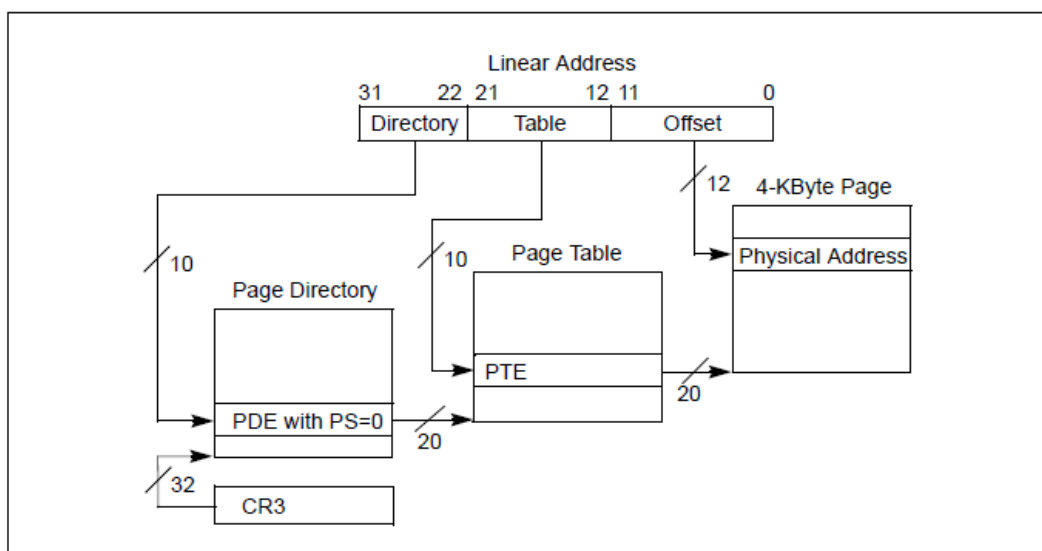 Linear Address
31 22 21 12 11 0
Directory Table Offset
12
4-KByte Page
Physical Address
10
10
Page Table
Page Directory
PTE
20
PDE with PS=0
20
32
CR3